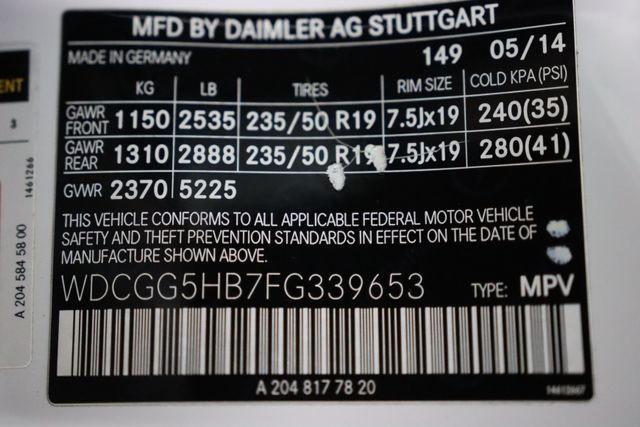 MFD BY DAIMLER AG STUTTGART
MADE IN GERMANY 149 05/14
KG LB TIRES RIM SIZE COLD KPA(PSI)
GAWR FRONT 1150 2535 235/50 R19 7.5Jx19 240(35)
GAWR REAR 1310 2888 235/50 R19 7.5Jx19 280(41)
GVWR 2370 5225
THIS VEHICLE CONFORMS TO ALL APPLICABLE FEDERAL MOTOR VEHICLE
SAFETY AND THEFT PREVENTION STANDARDS IN EFFECT ON THE DATE OF
MANUFACTURE SHOWN ABOVE.
WDCGG5HB7FG339653 TYPE: MPV
A 204 817 78 20
ENT
3
1461266
A 204 584 58 00